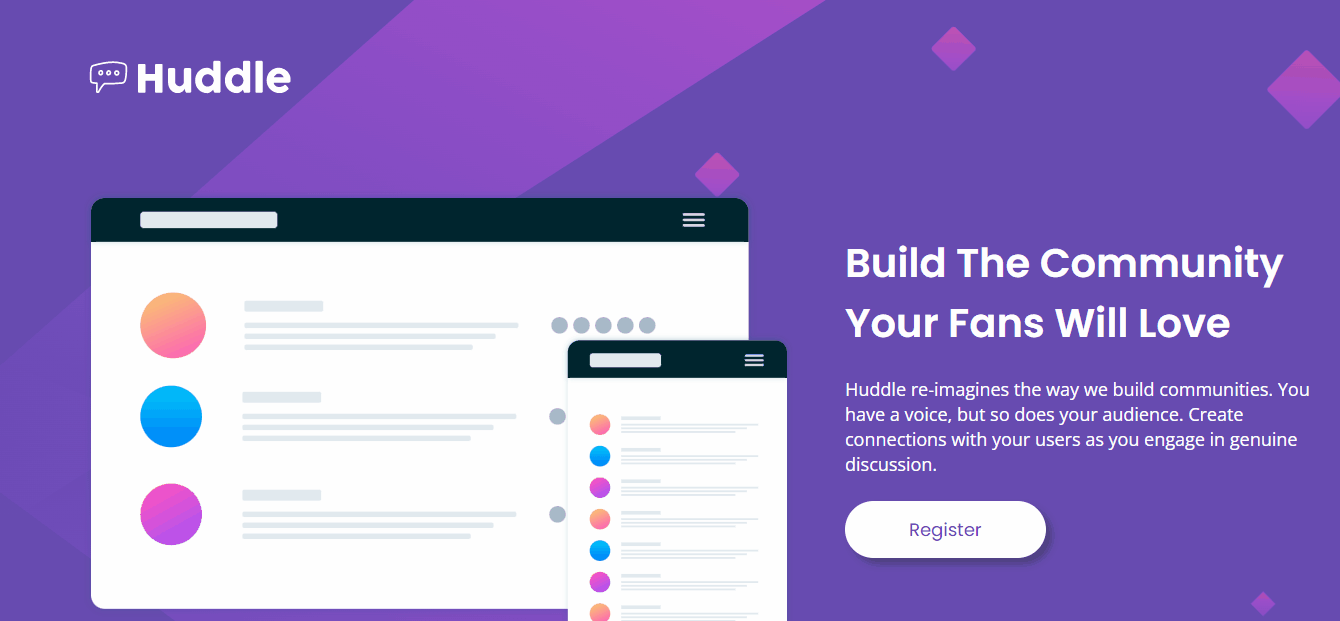 Huddle
Build The Community
Your Fans Will Love
Huddle re-imagines the way we build communities. You
have a voice, but so does your audience. Create
connections with your users as you engage in genuine
discussion.
Register